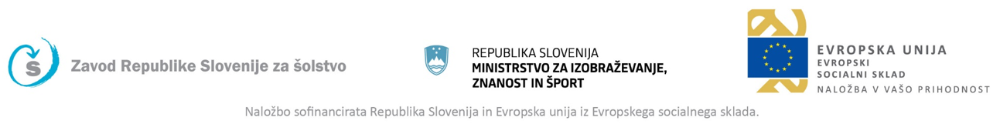 Š
Zavod Republike Slovenije za šolstvo
REPUBLIKA SLOVENIJA
MINISTRSTVO ZA IZOBRAŽEVANJE,
ZNANOST IN ŠPORT
EVROPSKA UNIJA
EVROPSKI
SOCIALNI SKLAD
NALOŽBA V VAŠO PRIHODNOST
Naložbo sofinancirata Republika Slovenija in Evropska unija iz Evropskega socialnega sklada.